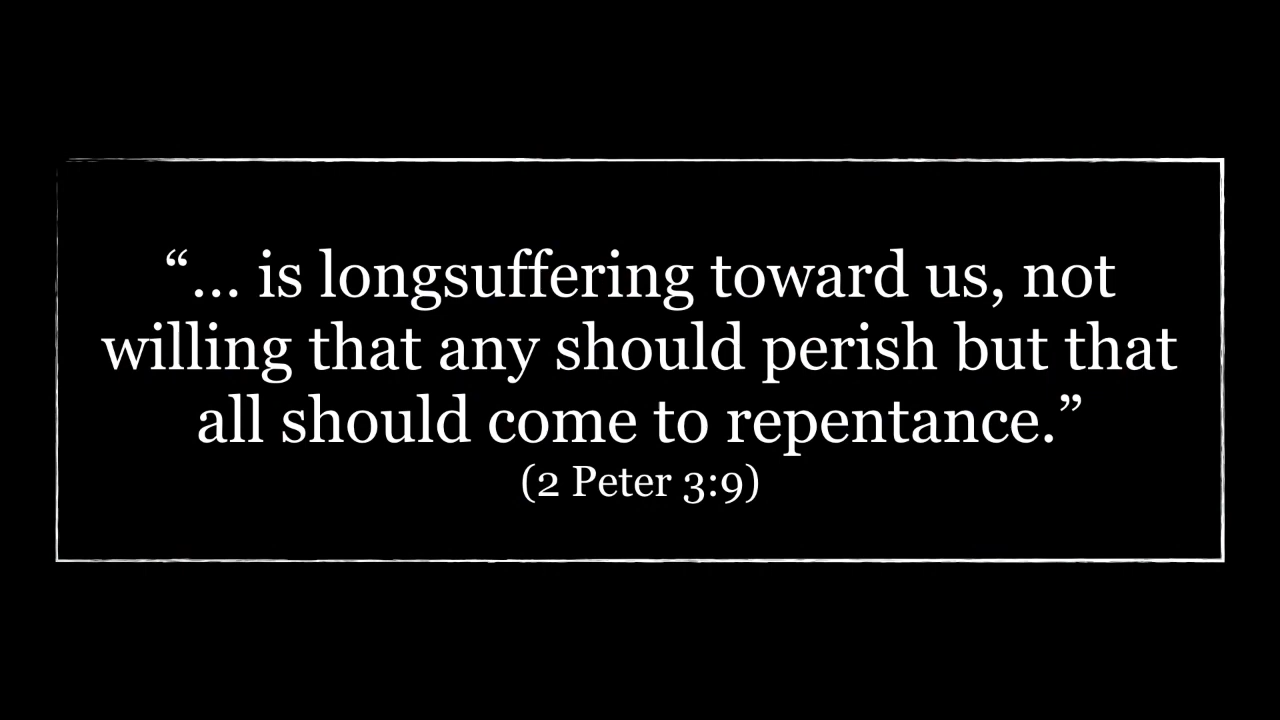 “... is longsuffering toward us, not
willing that any should perish but that
all should come to repentance.”
(2 Peter 3:9)